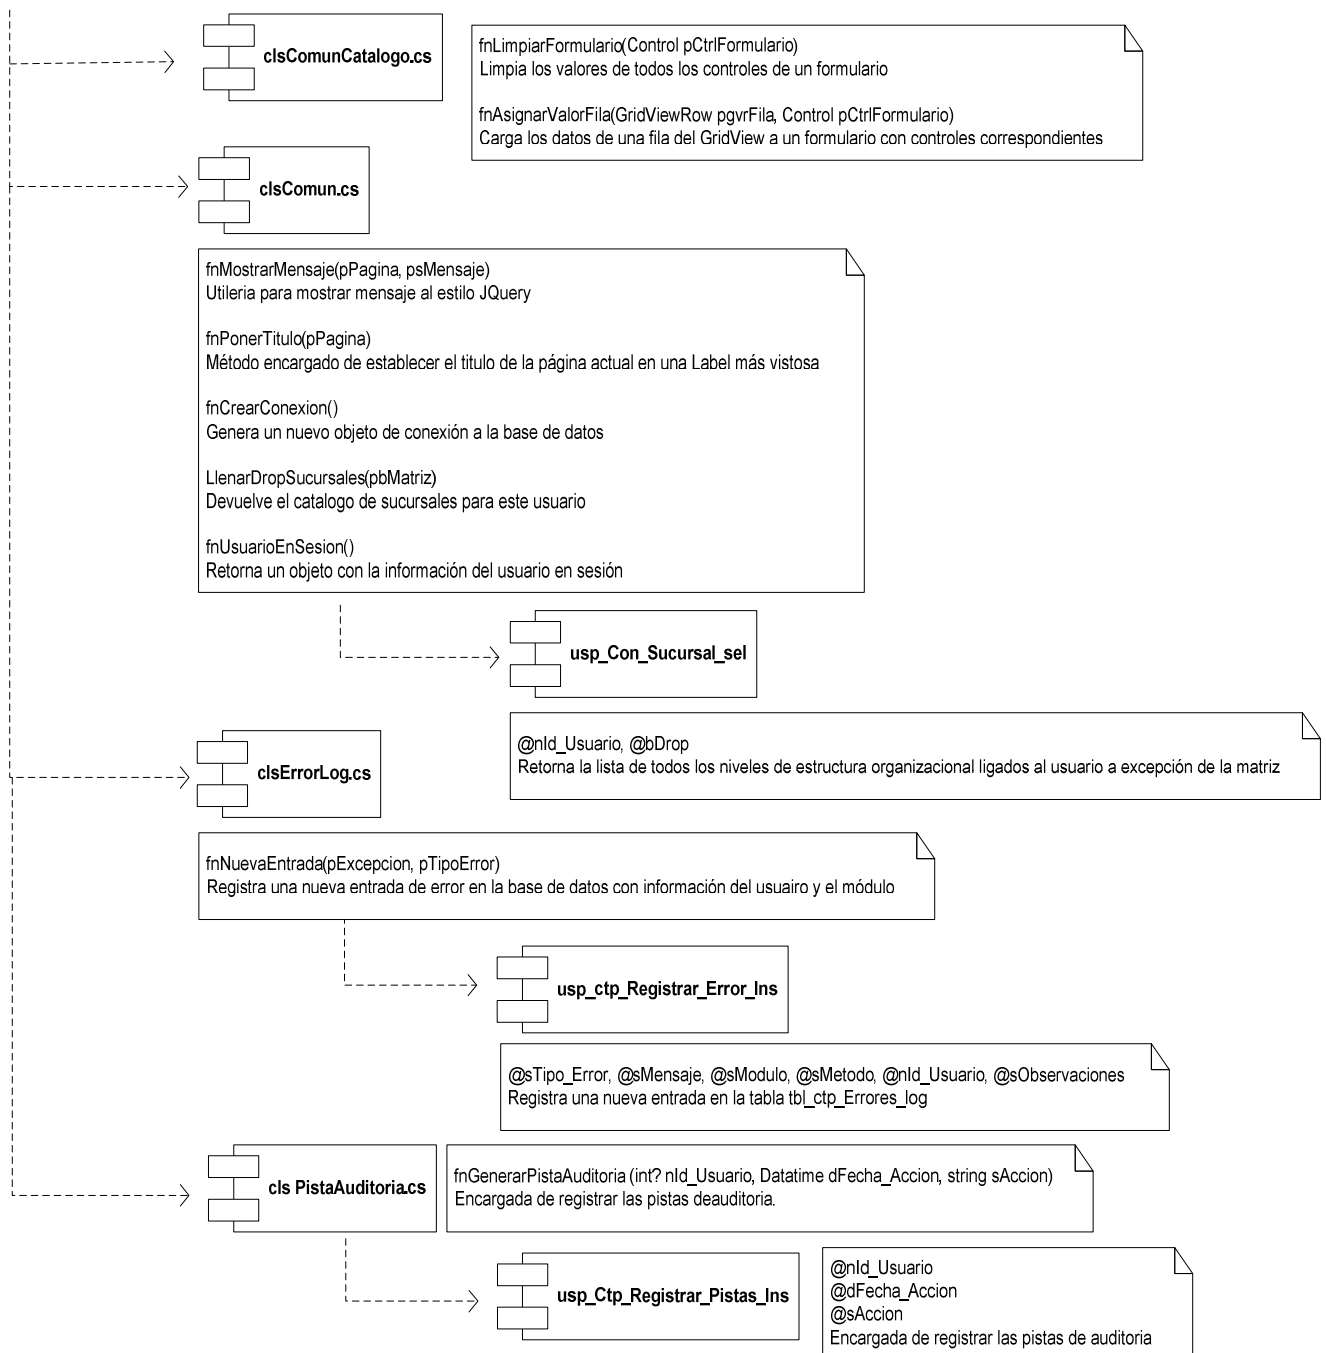 clsComunCatalogo.cs
fnLimpiarFormulario(Control pCtrlFormulario)
Limpia los valores de todos los controles de un formulario
fnAsignarValorFila(GridViewRow pgvrFila, Control pCtrlFormulario)
Carga los datos de una fila del GridView a un formulario con controles correspondientes
clsComun.cs
fnMostrarMensaje(pPagina, psMensaje)
Utileria para mostrar mensaje al estilo JQuery
fnPonerTitulo(pPagina)
Método encargado de establecer el titulo de la página actual en una Label más vistosa
fnCrearConexion()
Genera un nuevo objeto de conexión a la base de datos
LlenarDropSucursales(pbMatriz)
Devuelve el catalogo de sucursales para este usuario
fnUsuarioEnSesion()
Retorna un objeto con la información del usuario en sesión
usp_Con_Sucursal_sel
@nId_Usuario, @bDrop
Retorna la lista de todos los niveles de estructura organizacional ligados al usuario a excepción de la matriz
clsErrorLog.cs
fnNuevaEntrada(pExcepcion, pTipoError)
Registra una nueva entrada de error en la base de datos con información del usuairo y el módulo
usp_ctp_Registrar_Error_Ins
@sTipo_Error, @sMensaje, @sModulo, @sMetodo, @nId_Usuario, @sObservaciones
Registra una nueva entrada en la tabla tbl_ctp_Errores_log
cls PistaAuditoria.cs
fnGenerarPistaAuditoria (int? nId_Usuario, Datatime dFecha_Accion, string sAccion)
Encargada de registrar las pistas deauditoria.
usp_Ctp_Registrar_Pistas_Ins
@nId_Usuario
@dFecha_Accion
@sAccion
Encargada de registrar las pistas de auditoria